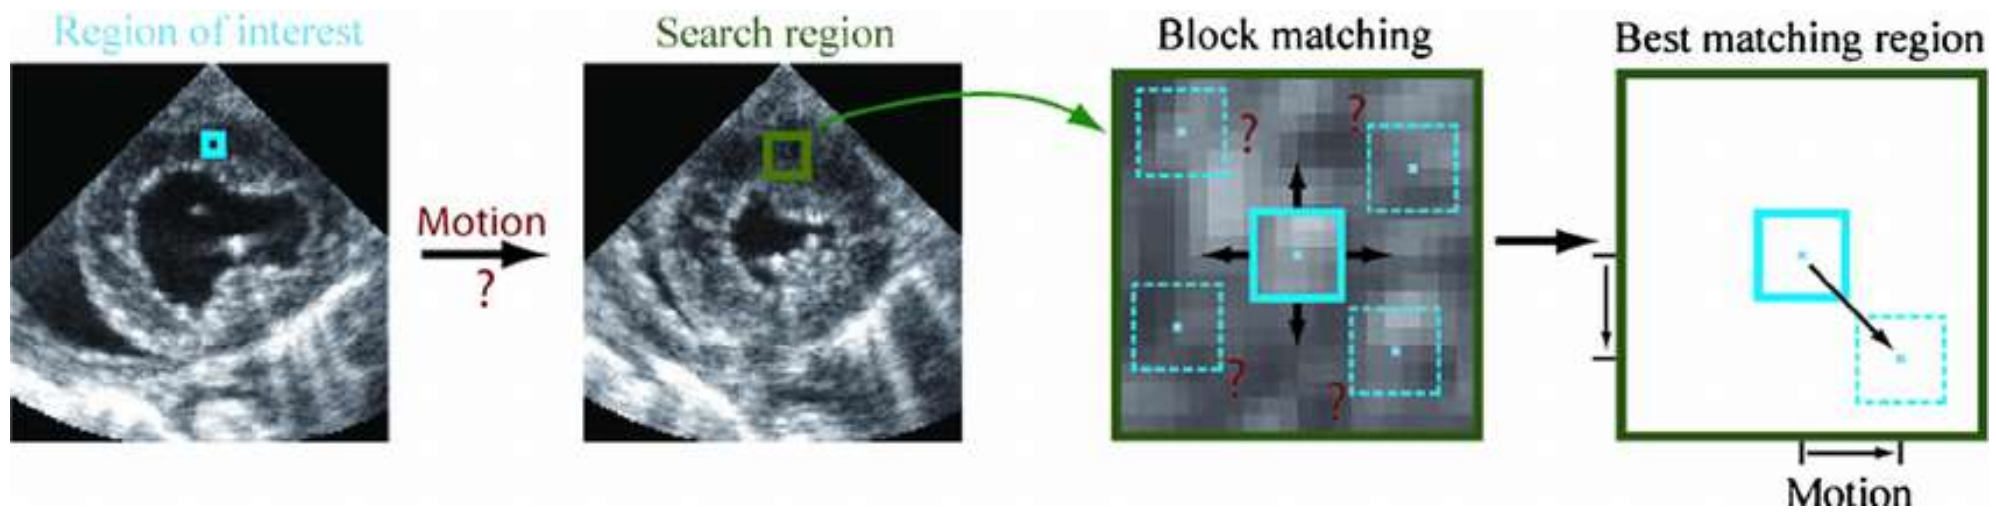 Region of interest
Search region
Block matching
Best matching region
Motion
?
?
?
?
?
Motion